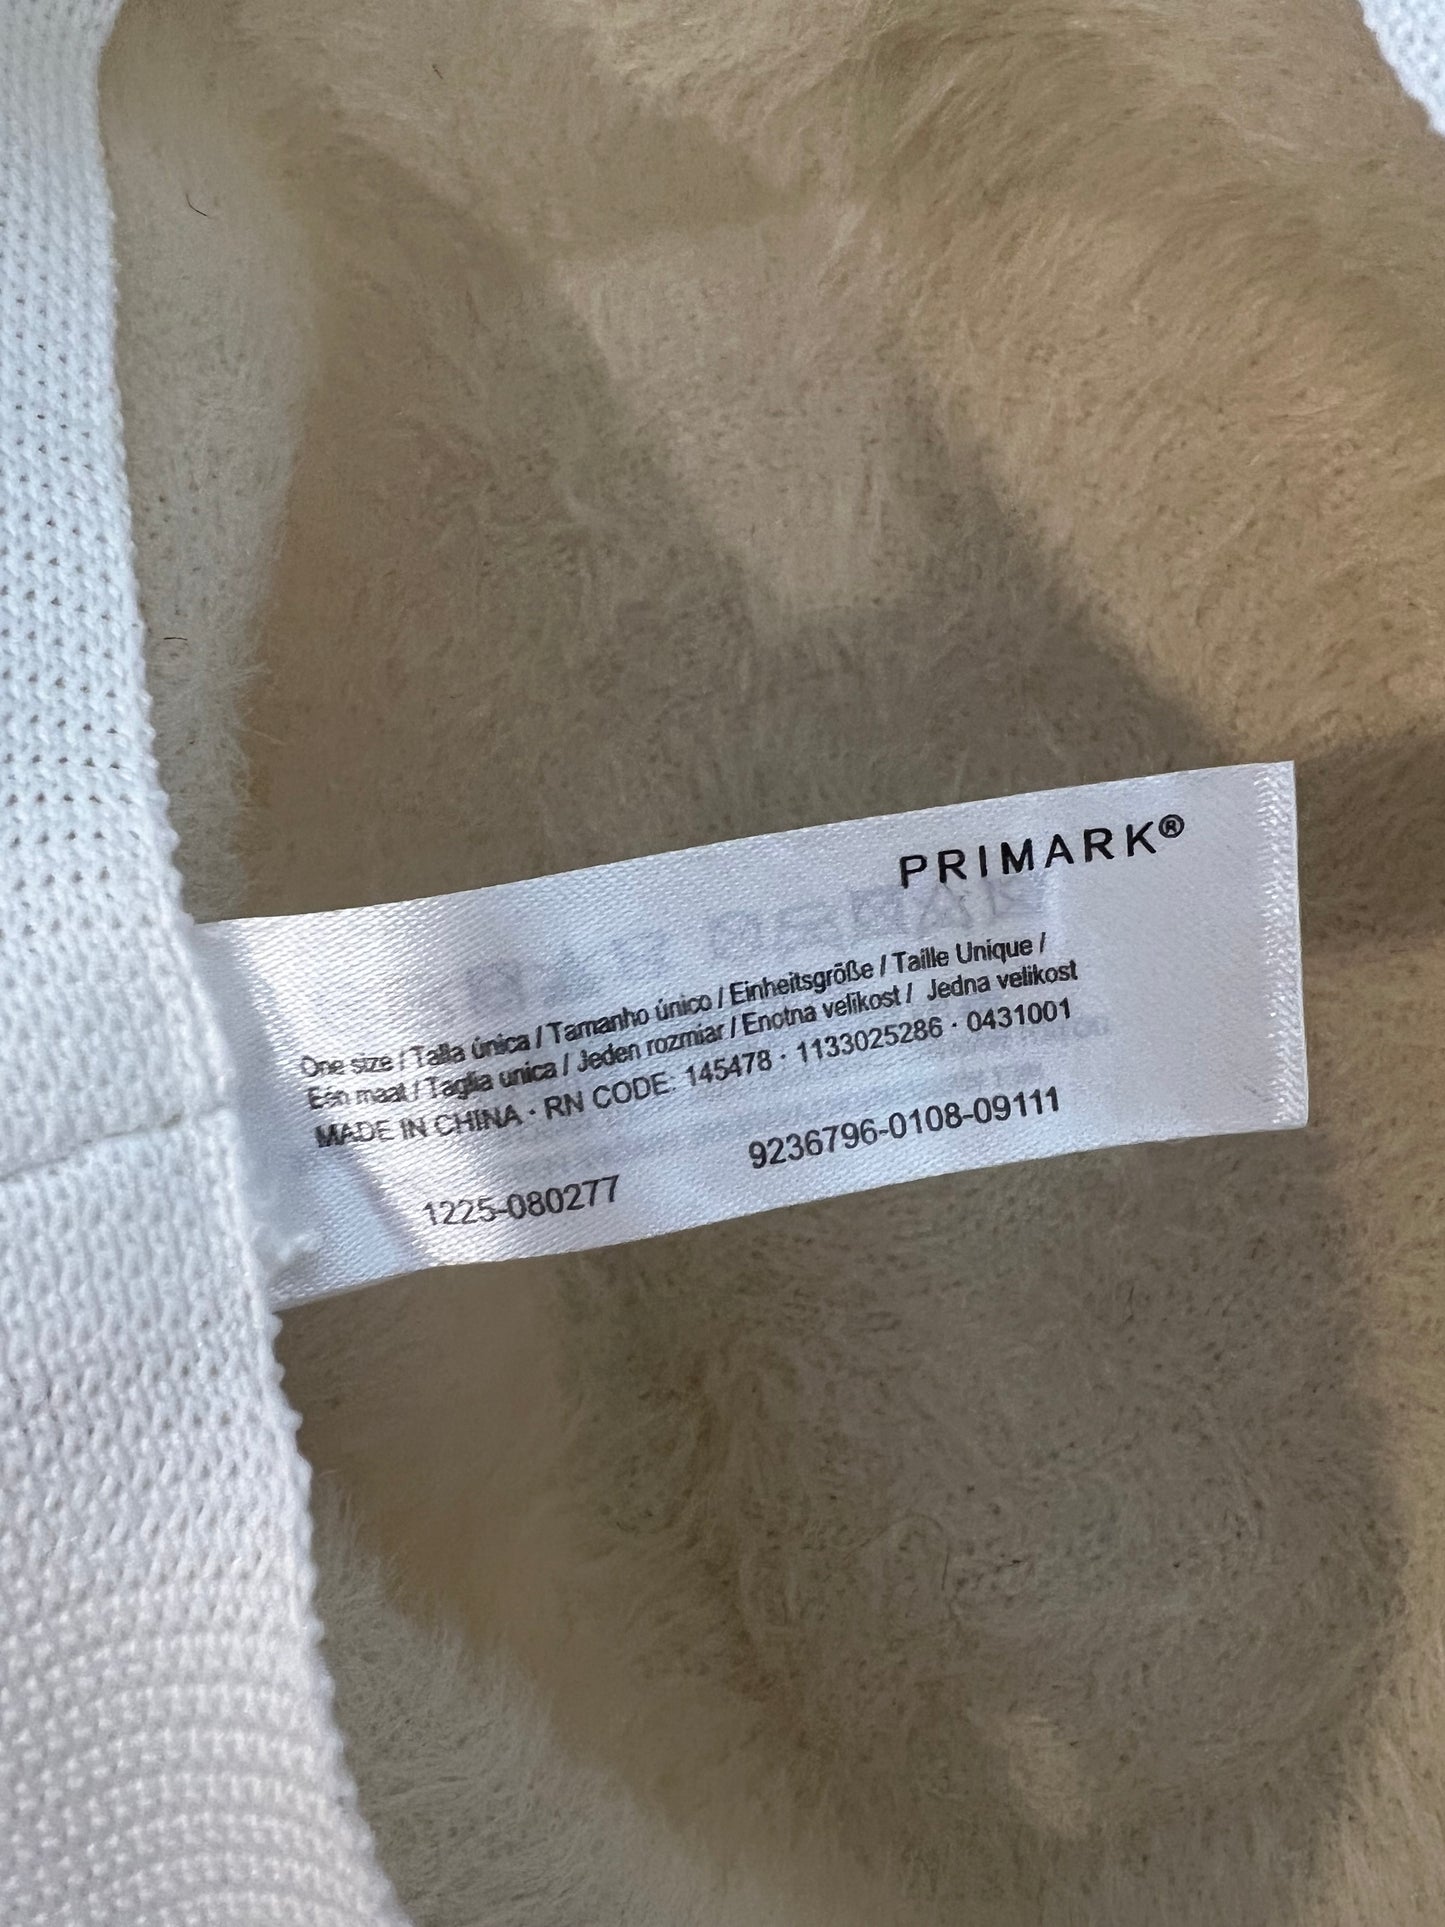 PRIMARK®
One size / Talla única / Tamanho único / Einheitsgröße / Taille Unique /
Eén maat / Taglia unica / Jeden rozmiar / Enotna velikost / Jedna velikost
MADE IN CHINA · RN CODE: 145478 · 1133025286 · 0431001
1225-080277 9236796-0108-09111